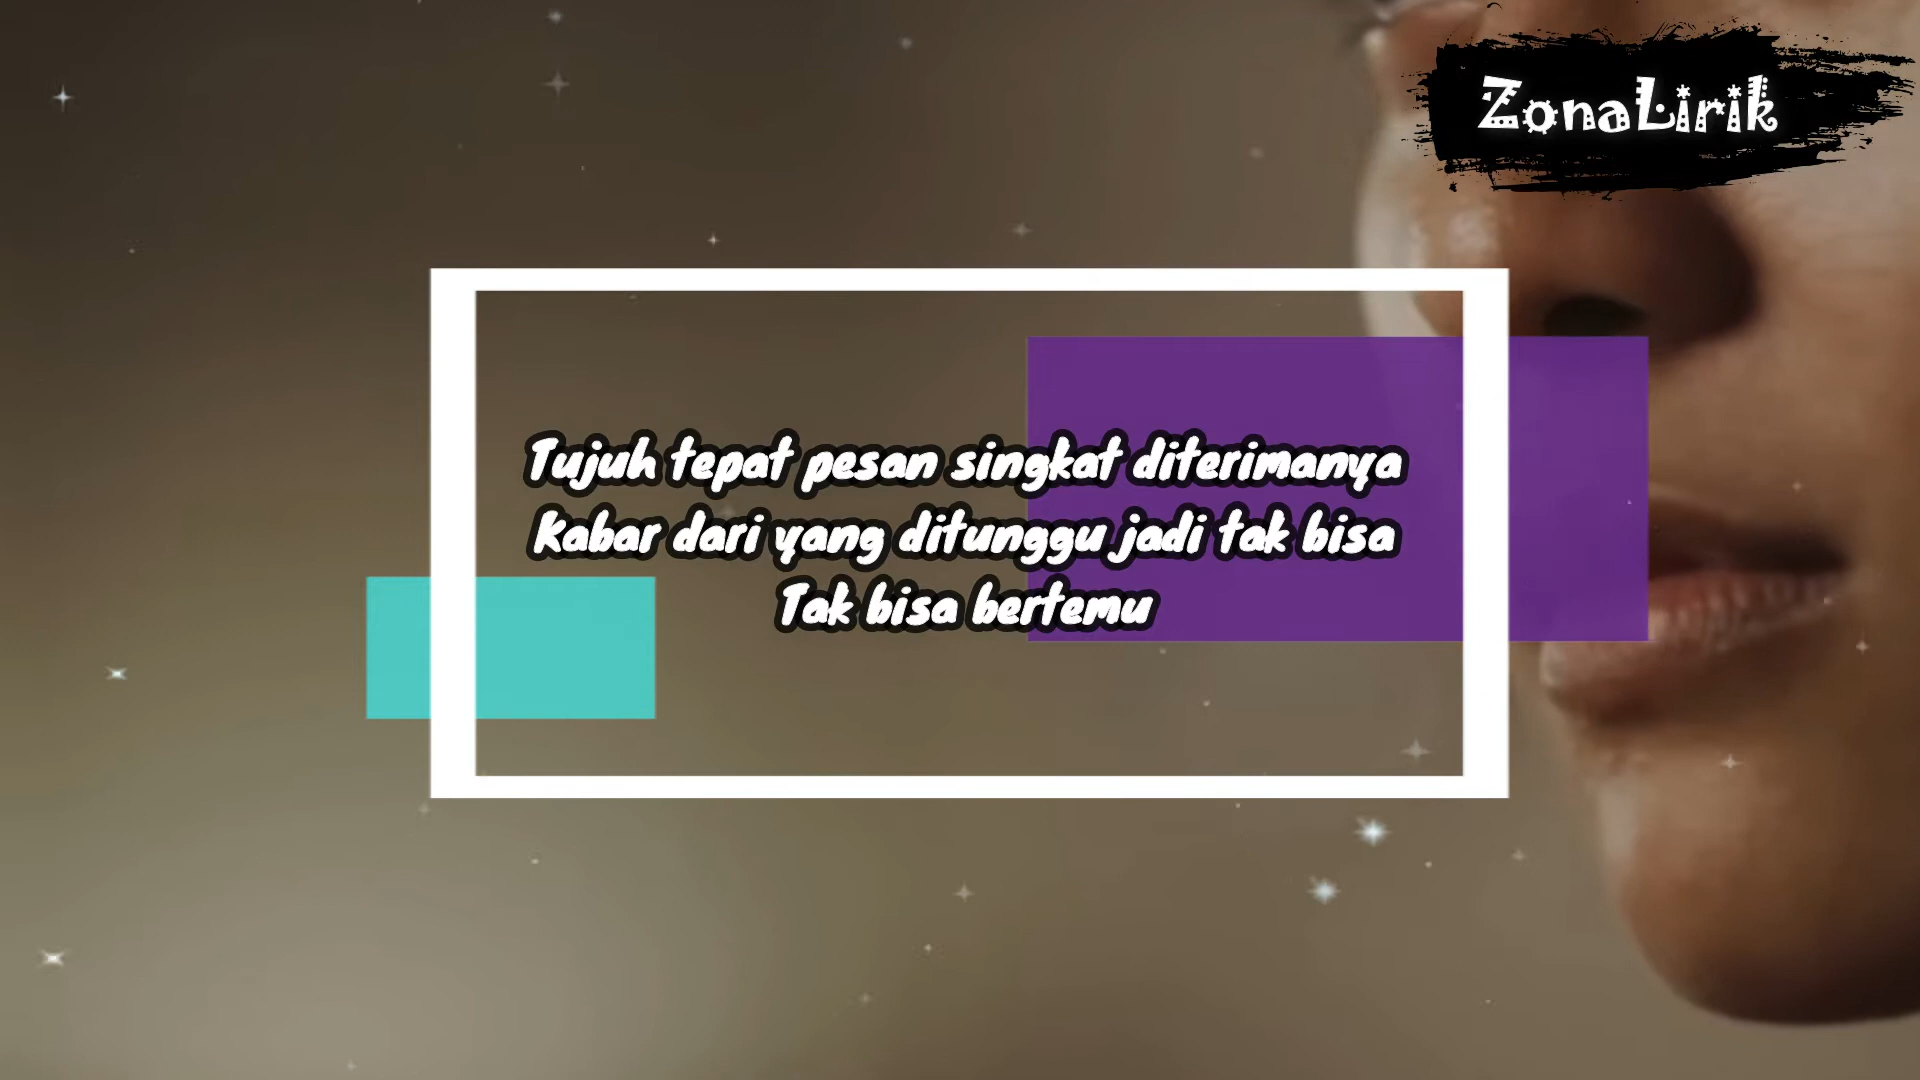 ZonaLirik
Tujuh tepat pesan singkat diterimanya
Kabar dari yang ditunggu jadi tak bisa
Tak bisa bertemu